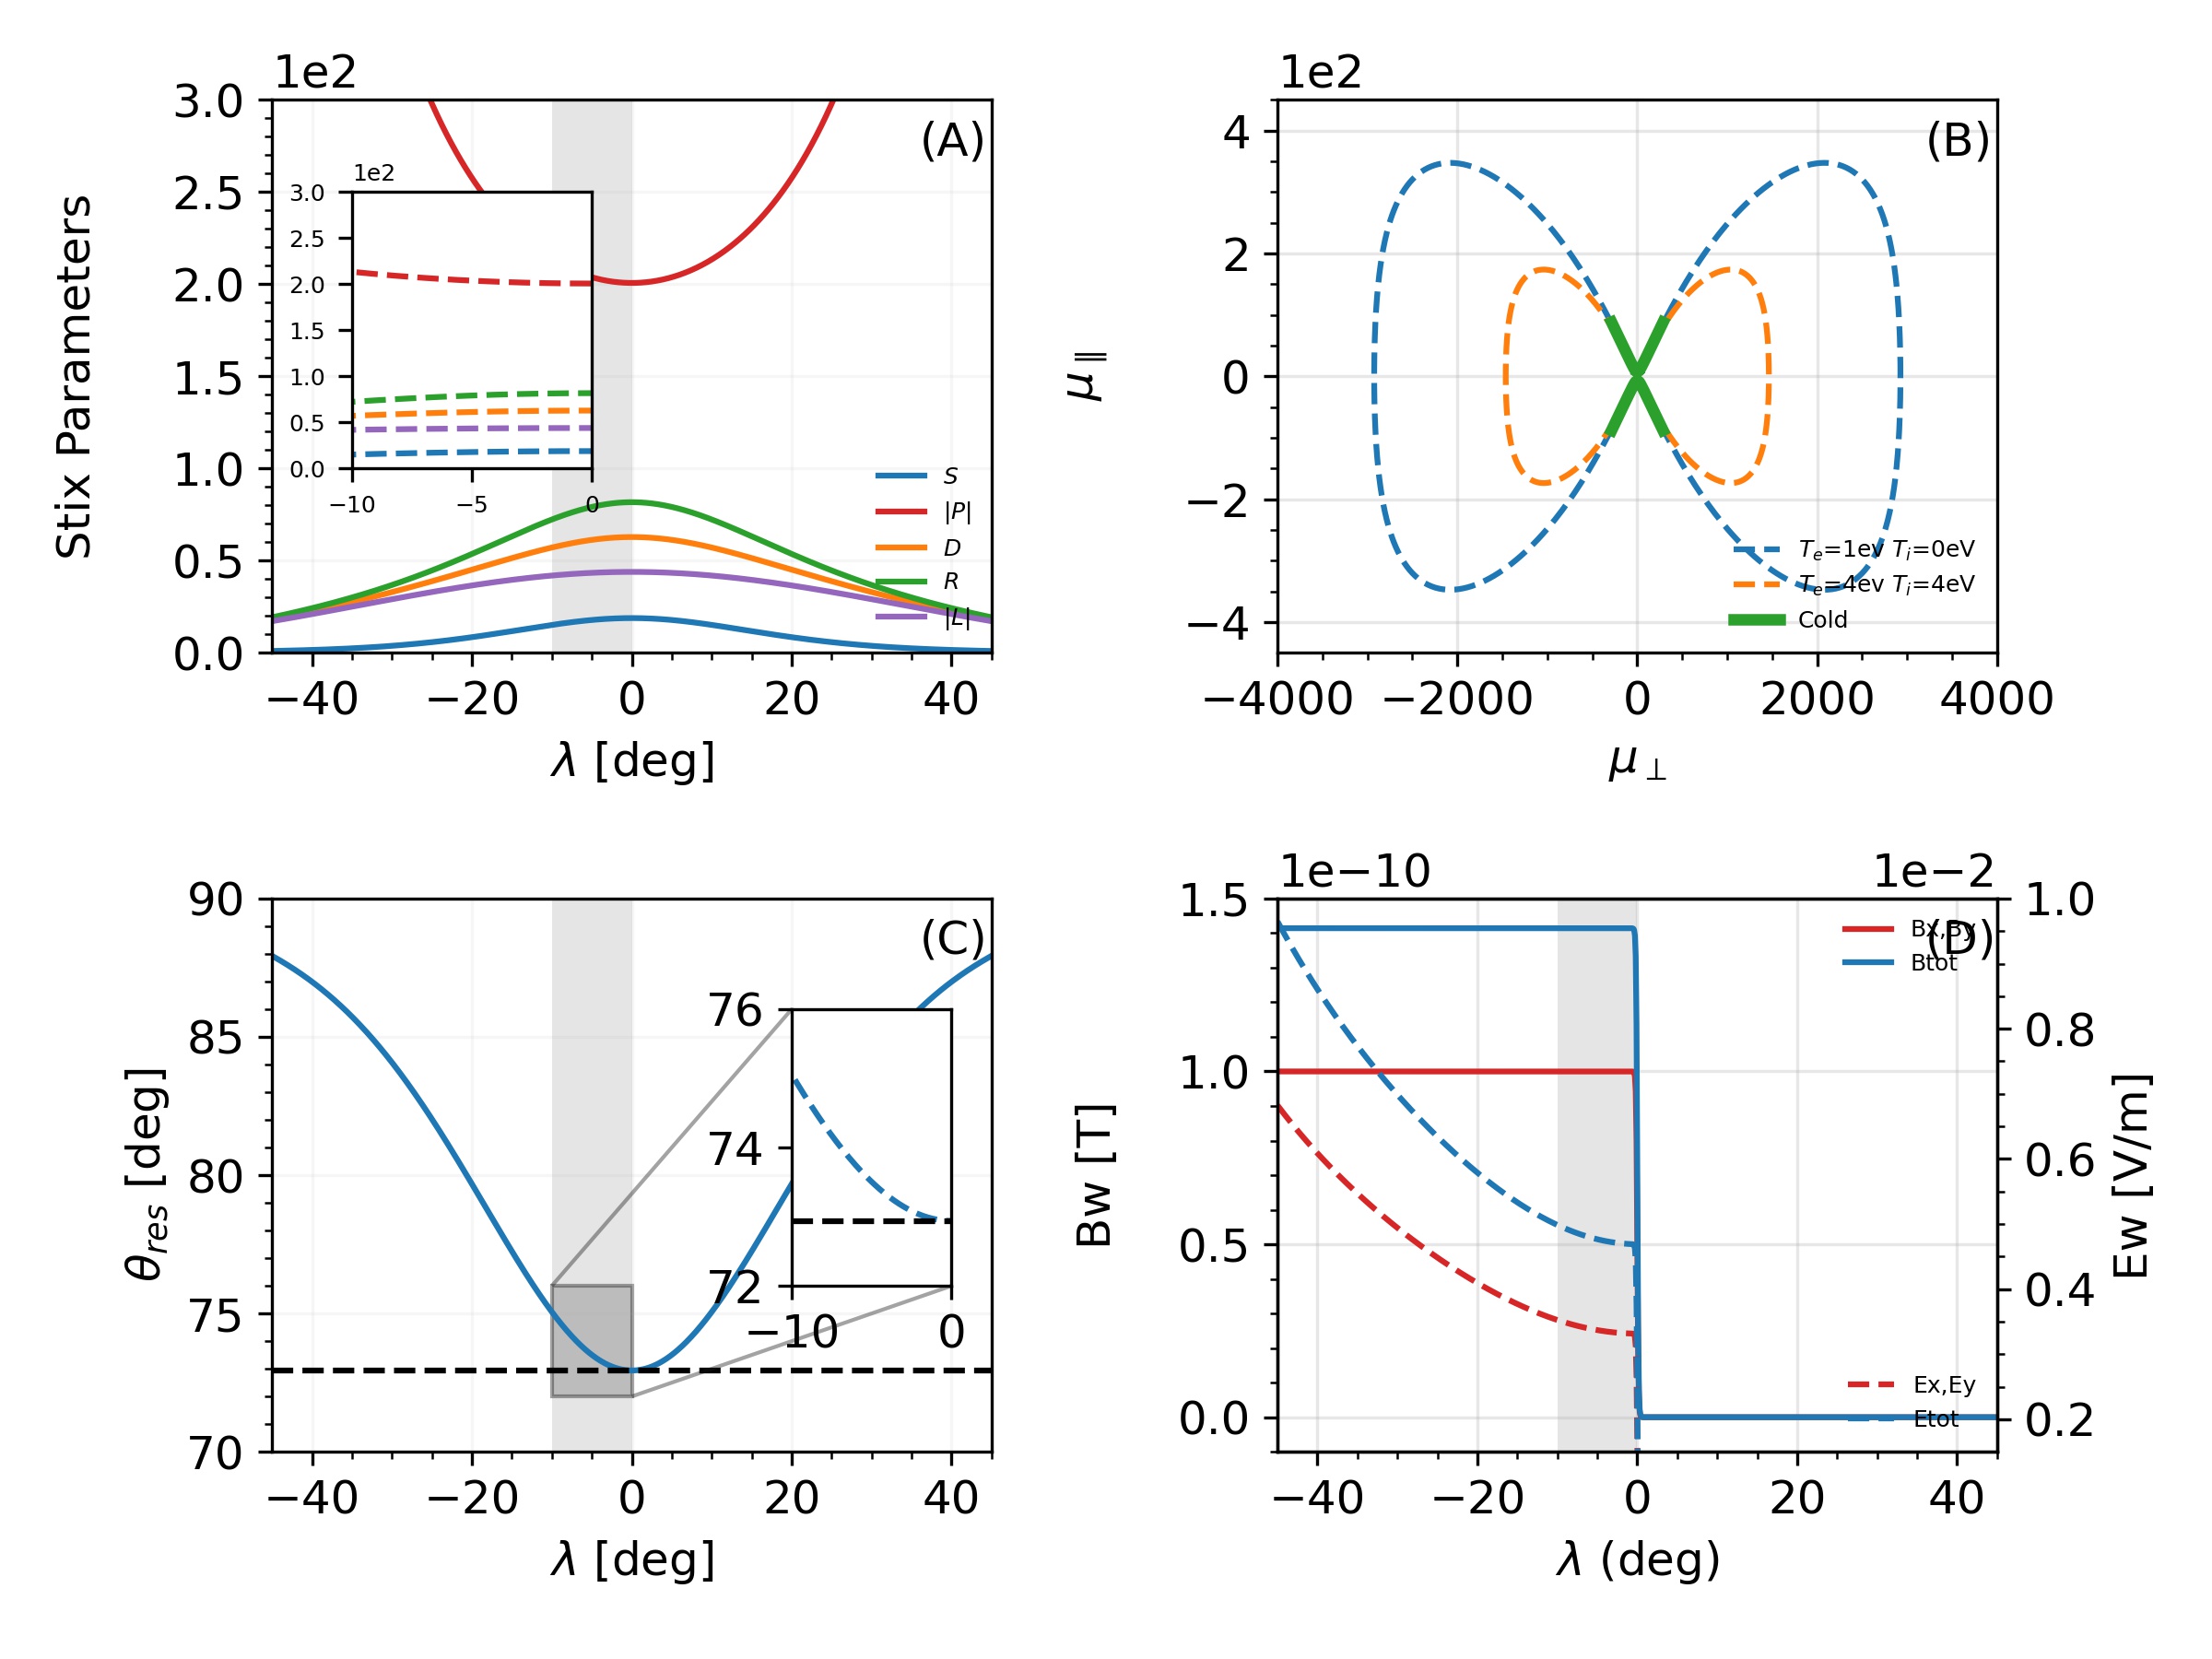 1e2
3.0
2.5
2.0
1.5
1.0
0.5
0.0
Stix Parameters
(A)
1e2
3.0
2.5
2.0
1.5
1.0
0.5
0.0
−10 −5 0
S
|P|
D
R
|L|
−40 −20 0 20 40
λ [deg]
1e2
4
2
0
−2
−4
μ∥
(B)
Tₑ=1ev Tᵢ=0eV
Tₑ=4ev Tᵢ=4eV
Cold
−4000 −2000 0 2000 4000
μ⊥
90
85
80
75
70
θres [deg]
(C)
76
74
72
−10 0
−40 −20 0 20 40
λ [deg]
1e−10
1e−2
1.5
1.0
0.5
0.0
Bw [T]
(D)
Bx,By
Btot
Ex,Ey
Etot
1.0
0.8
0.6
0.4
0.2
Ew [V/m]
−40 −20 0 20 40
λ (deg)